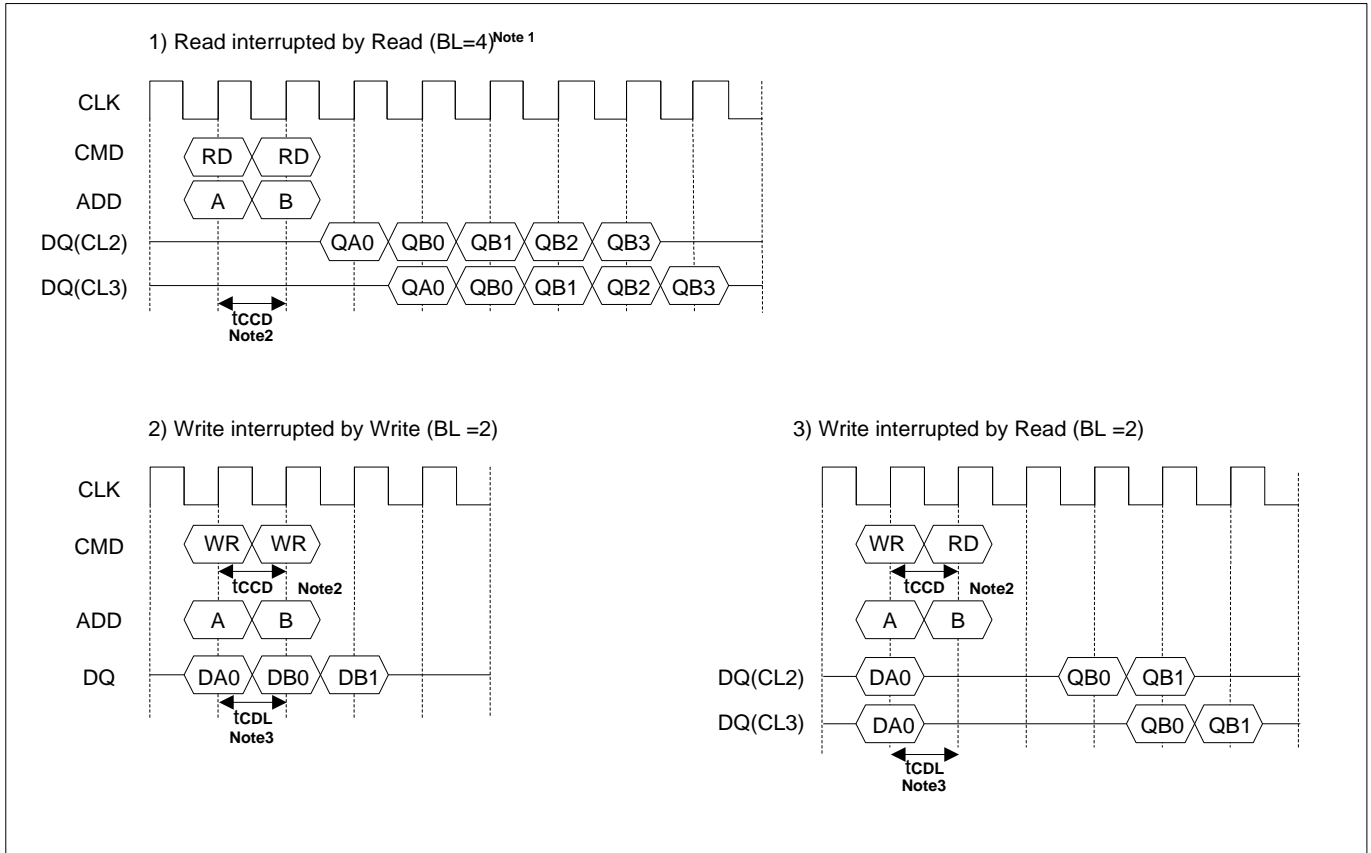 1) Read interrupted by Read (BL=4)Note 1
CLK
CMD RD RD
ADD A B
DQ(CL2) QA0 QB0 QB1 QB2 QB3
DQ(CL3) QA0 QB0 QB1 QB2 QB3
tCCD
Note2
2) Write interrupted by Write (BL =2)
CLK
CMD WR WR
tCCD Note2
ADD A B
DQ DA0 DB0 DB1
tCDL
Note3
3) Write interrupted by Read (BL =2)
WR RD
tCCD Note2
A B
DQ(CL2) DA0 QB0 QB1
DQ(CL3) DA0 QB0 QB1
tCDL
Note3